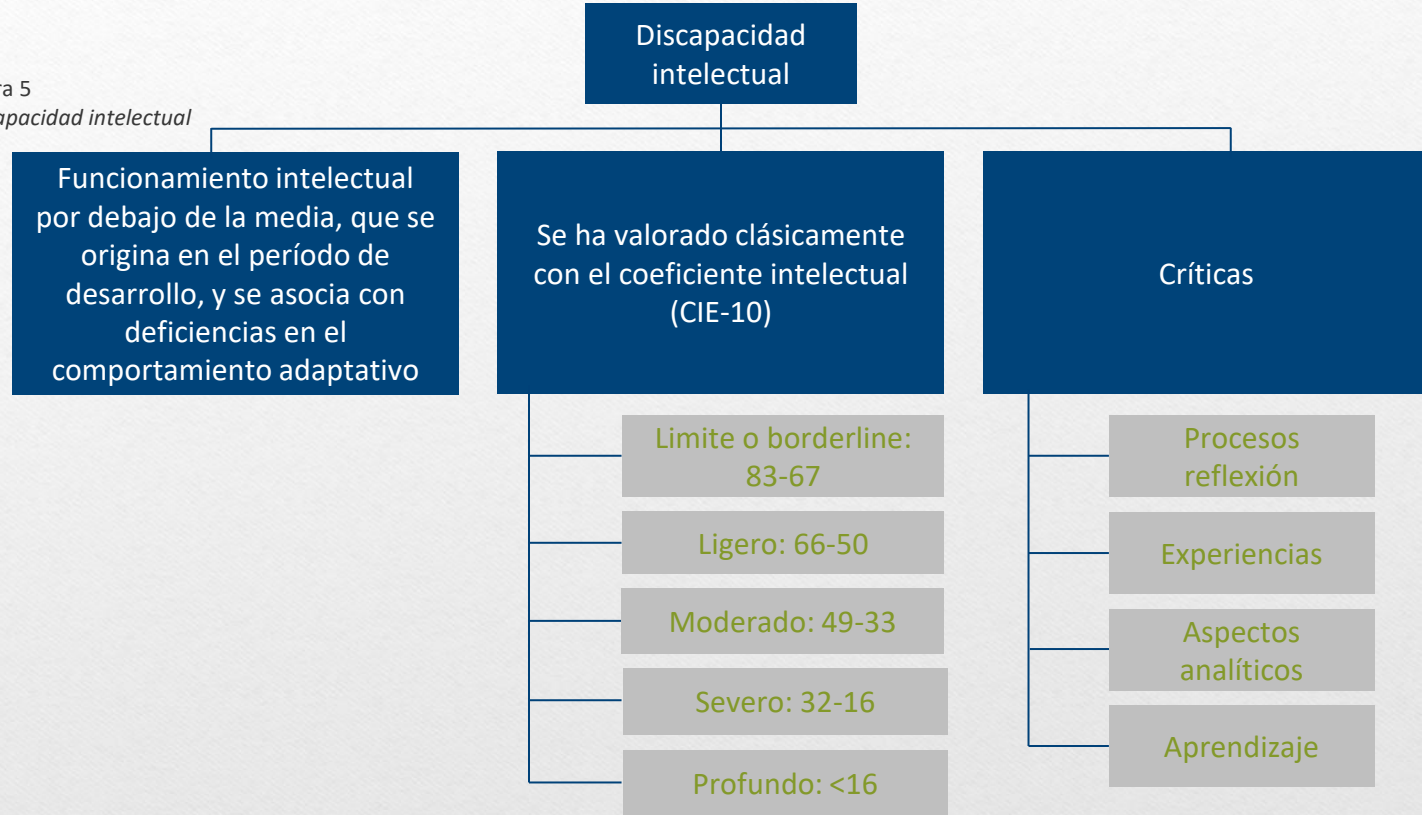 Discapacidad
intelectual
ra 5
apacidad intelectual
Funcionamiento intelectual
por debajo de la media, que se
origina en el período de
desarrollo, y se asocia con
deficiencias en el
comportamiento adaptativo
Se ha valorado clásicamente
con el coeficiente intelectual
(CIE-10)
Limite o borderline:
83-67
Ligero: 66-50
Moderado: 49-33
Severo: 32-16
Profundo: <16
Críticas
Procesos
reflexión
Experiencias
Aspectos
analíticos
Aprendizaje